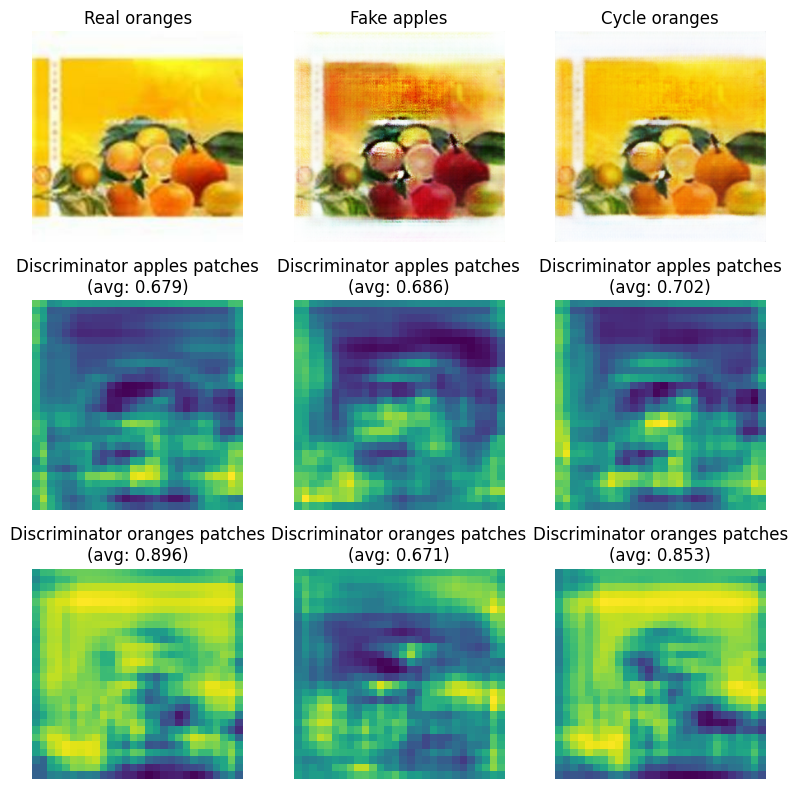 Real oranges
Fake apples
Cycle oranges
Discriminator apples patches
(avg: 0.679)
Discriminator apples patches
(avg: 0.686)
Discriminator apples patches
(avg: 0.702)
Discriminator oranges patches
(avg: 0.896)
Discriminator oranges patches
(avg: 0.671)
Discriminator oranges patches
(avg: 0.853)